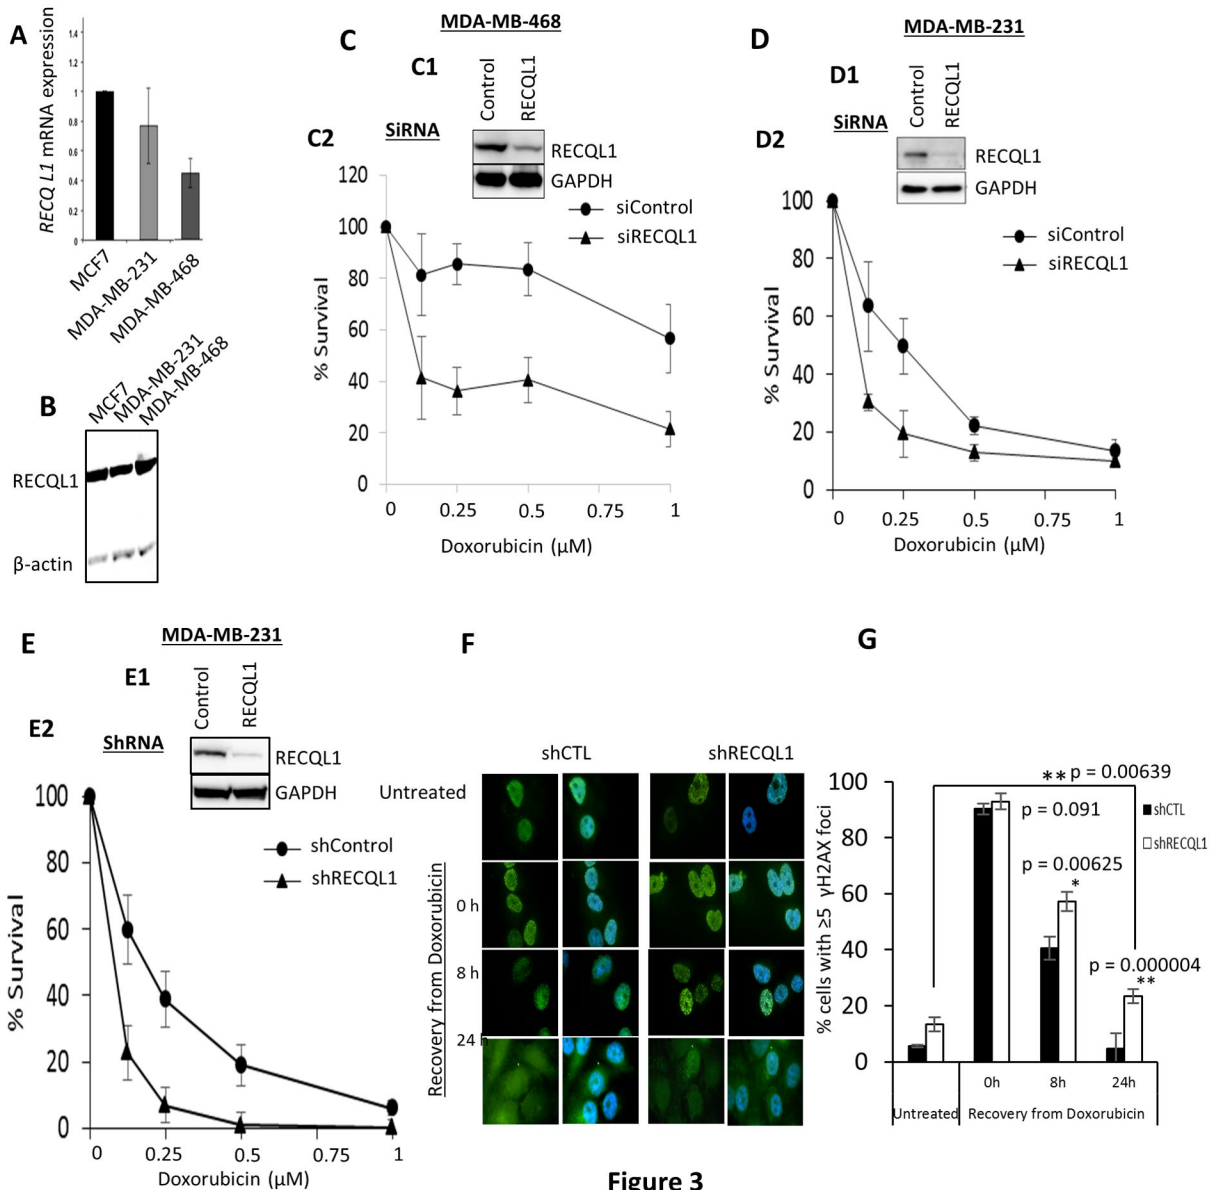 A
RECQ L1 mRNA expression
1.4
1.2
1
0.8
0.6
0.4
0.2
0
MCF7
MDA-MB-231
MDA-MB-468
B
MCF7
MDA-MB-231
MDA-MB-468
RECQL1
β-actin
C
MDA-MB-468
C1
Control
RECQL1
SiRNA
RECQL1
GAPDH
C2
siControl
siRECQL1
% Survival
120
100
80
60
40
20
0
0 0.25 0.5 0.75 1
Doxorubicin (µM)
D
MDA-MB-231
D1
Control
RECQL1
SiRNA
RECQL1
GAPDH
D2
siControl
siRECQL1
% Survival
100
80
60
40
20
0
0 0.25 0.5 0.75 1
Doxorubicin (µM)
E
MDA-MB-231
E1
Control
RECQL1
E2
ShRNA
RECQL1
GAPDH
shControl
shRECQL1
% Survival
100
80
60
40
20
0
0 0.25 0.5 0.75 1
Doxorubicin (µM)
F
shCTL shRECQL1
Untreated
Recovery from Doxorubicin
0 h
8 h
24 h
G
% cells with ≥5 γH2AX foci
100
80
60
40
20
0
**p = 0.00639
p = 0.091
p = 0.00625
*
p = 0.000004
**
shCTL
shRECQL1
0h 8h 24h
Untreated Recovery from Doxorubicin
Figure 3